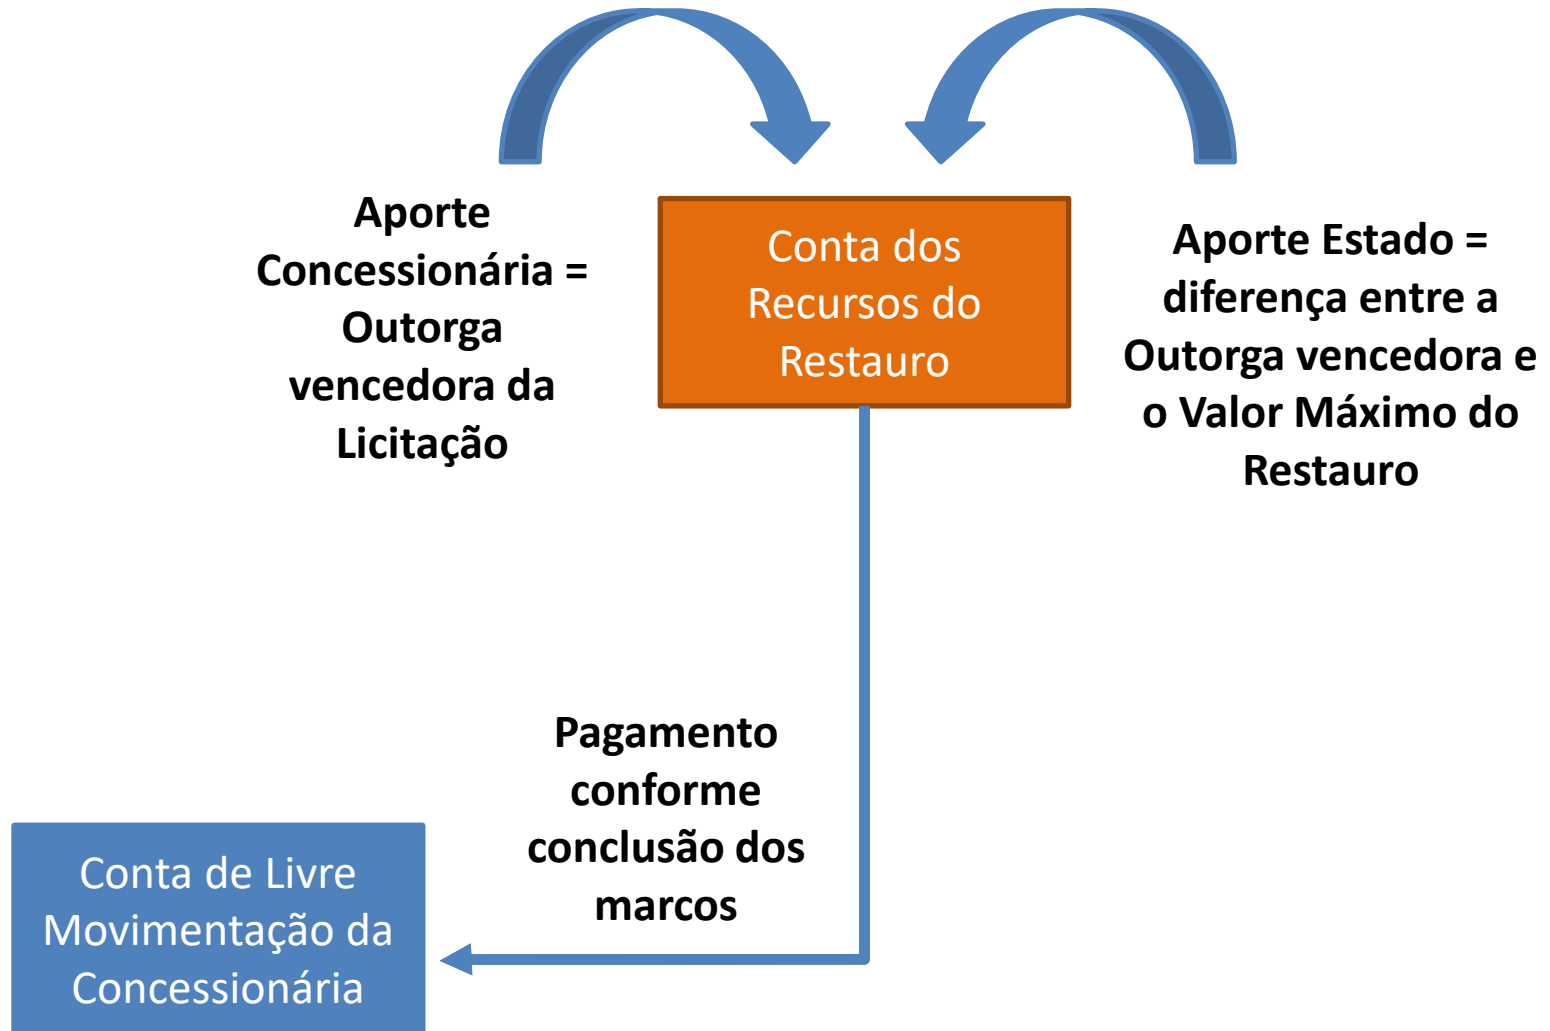 Aporte
Concessionária =
Outorga
vencedora da
Licitação
Conta dos
Recursos do
Restauro
Aporte Estado =
diferença entre a
Outorga vencedora e
o Valor Máximo do
Restauro
Pagamento
conforme
conclusão dos
marcos
Conta de Livre
Movimentação da
Concessionária